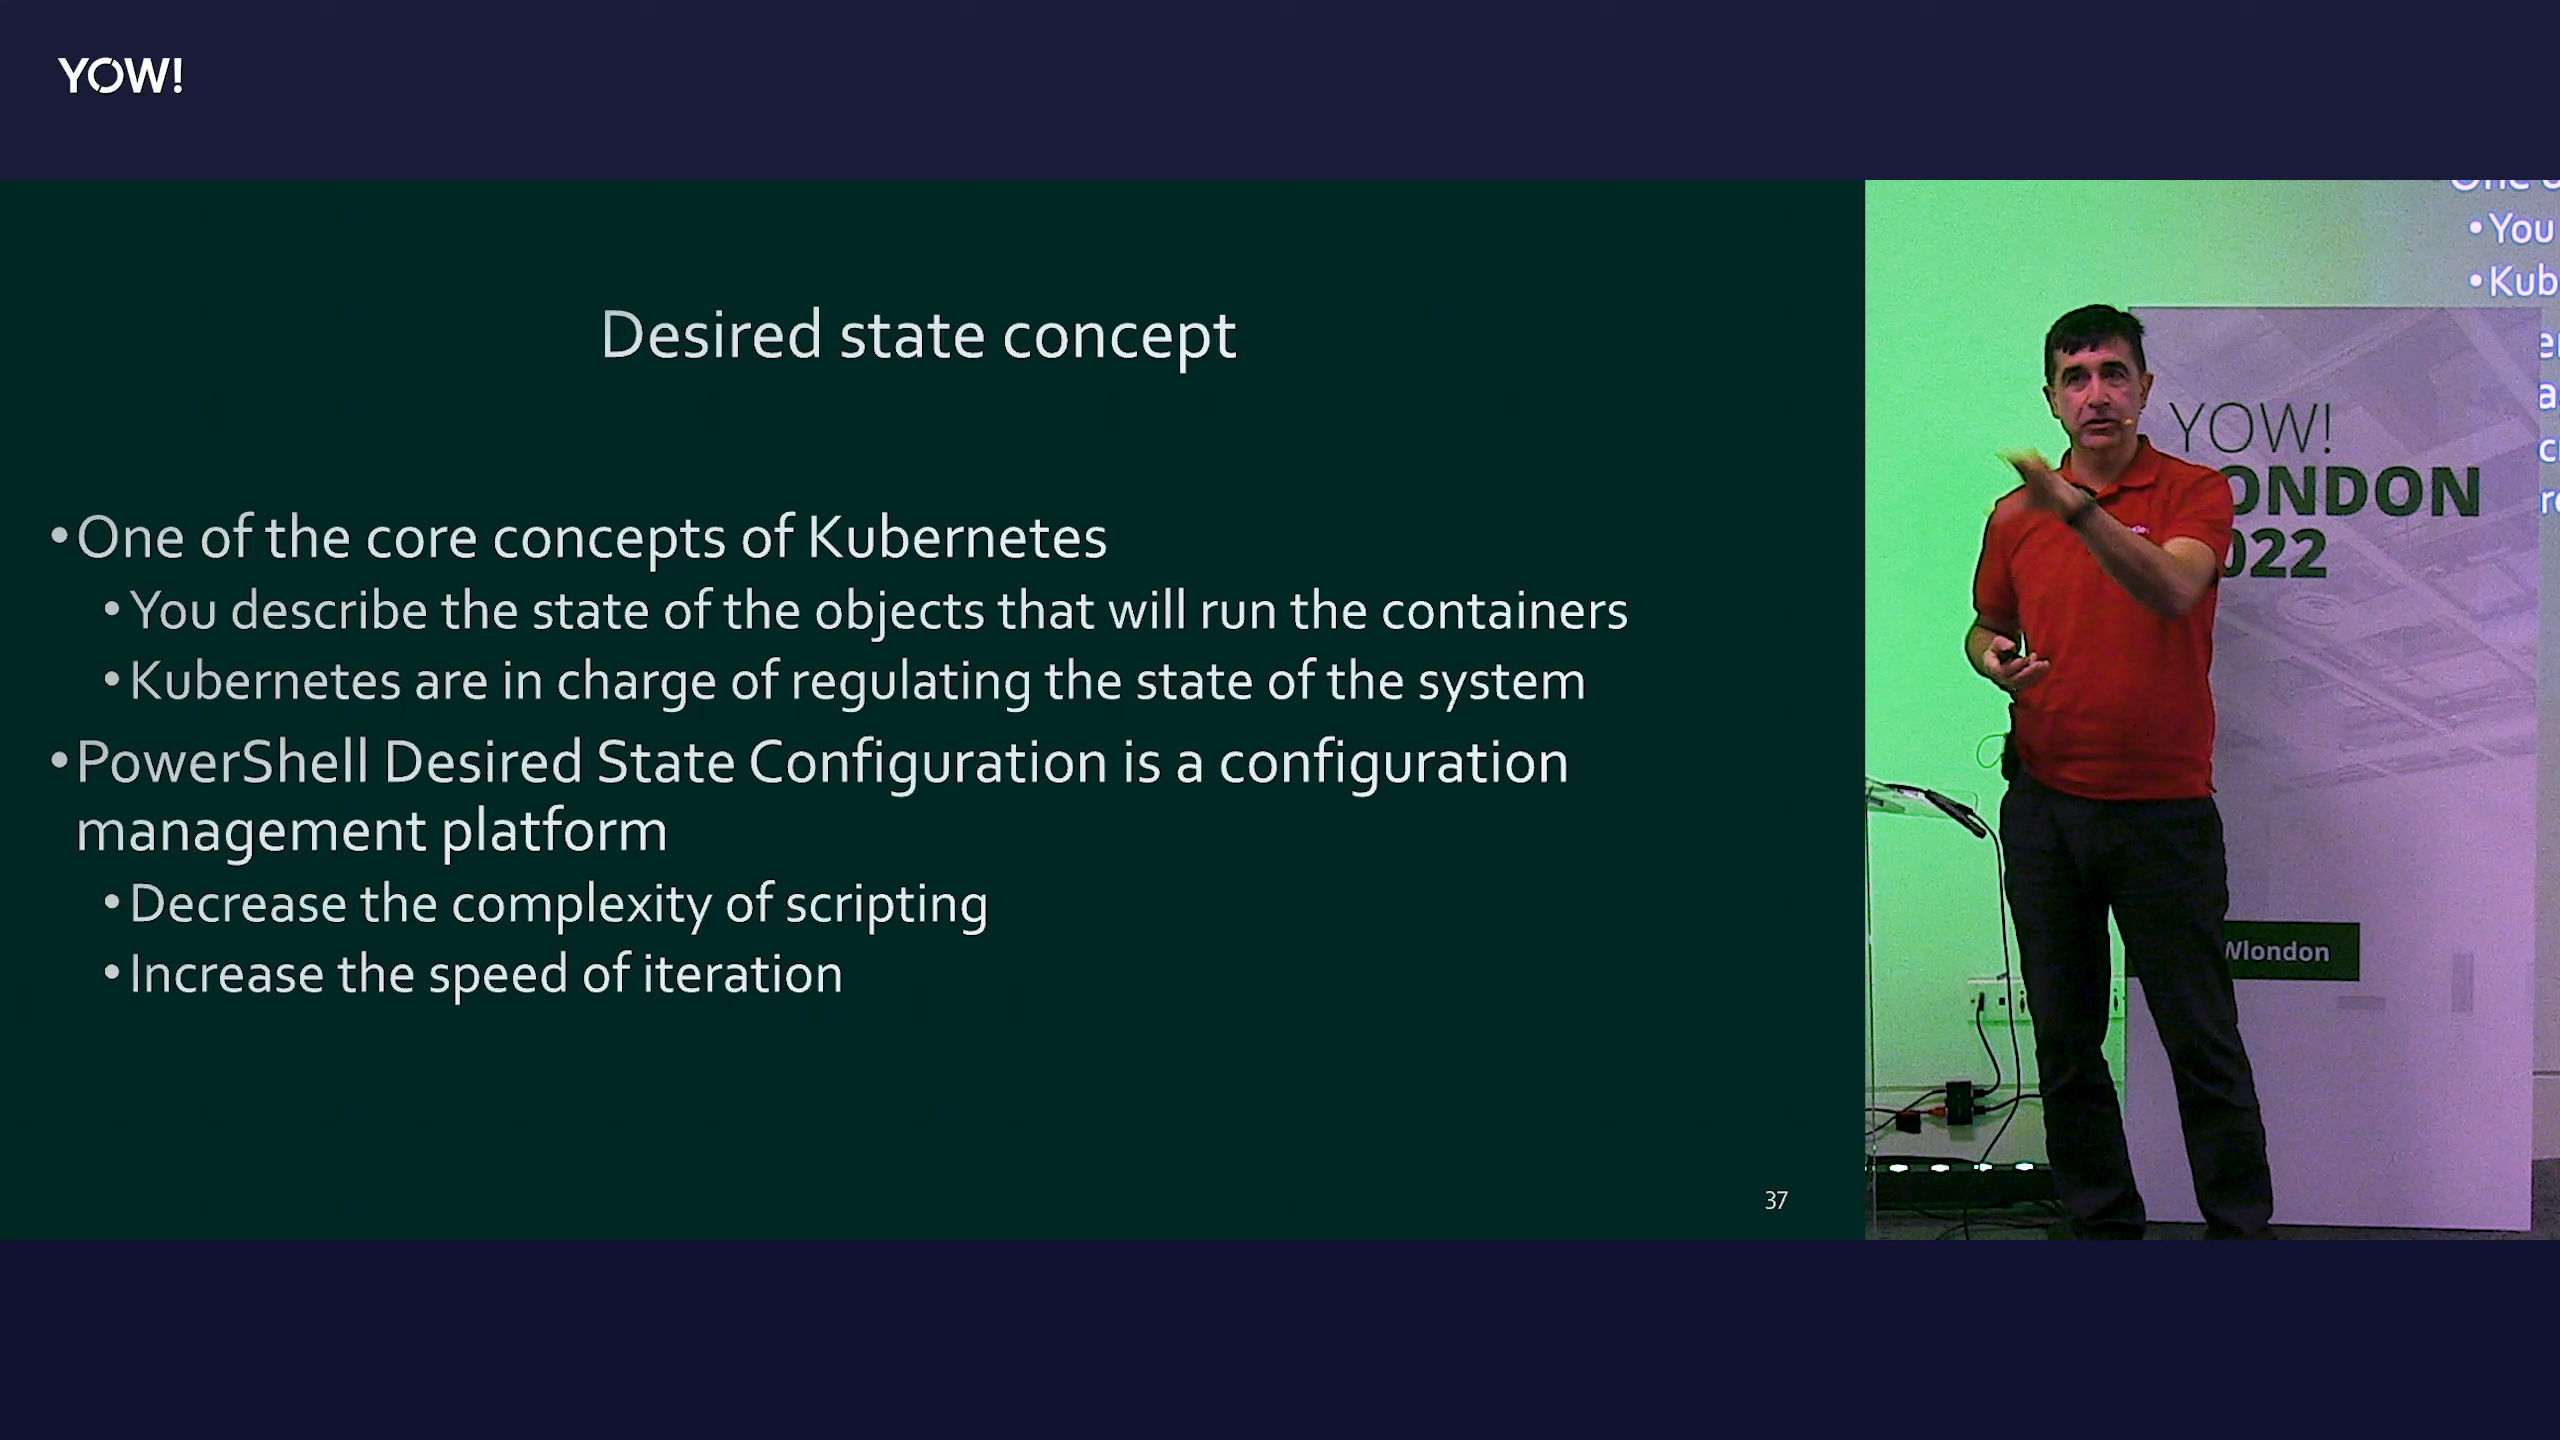 YOW!
Desired state concept
•One of the core concepts of Kubernetes
•You describe the state of the objects that will run the containers
•Kubernetes are in charge of regulating the state of the system
•PowerShell Desired State Configuration is a configuration
management platform
•Decrease the complexity of scripting
•Increase the speed of iteration
37
•You
•Kub
YOW!
ONDON
022
Wlondon